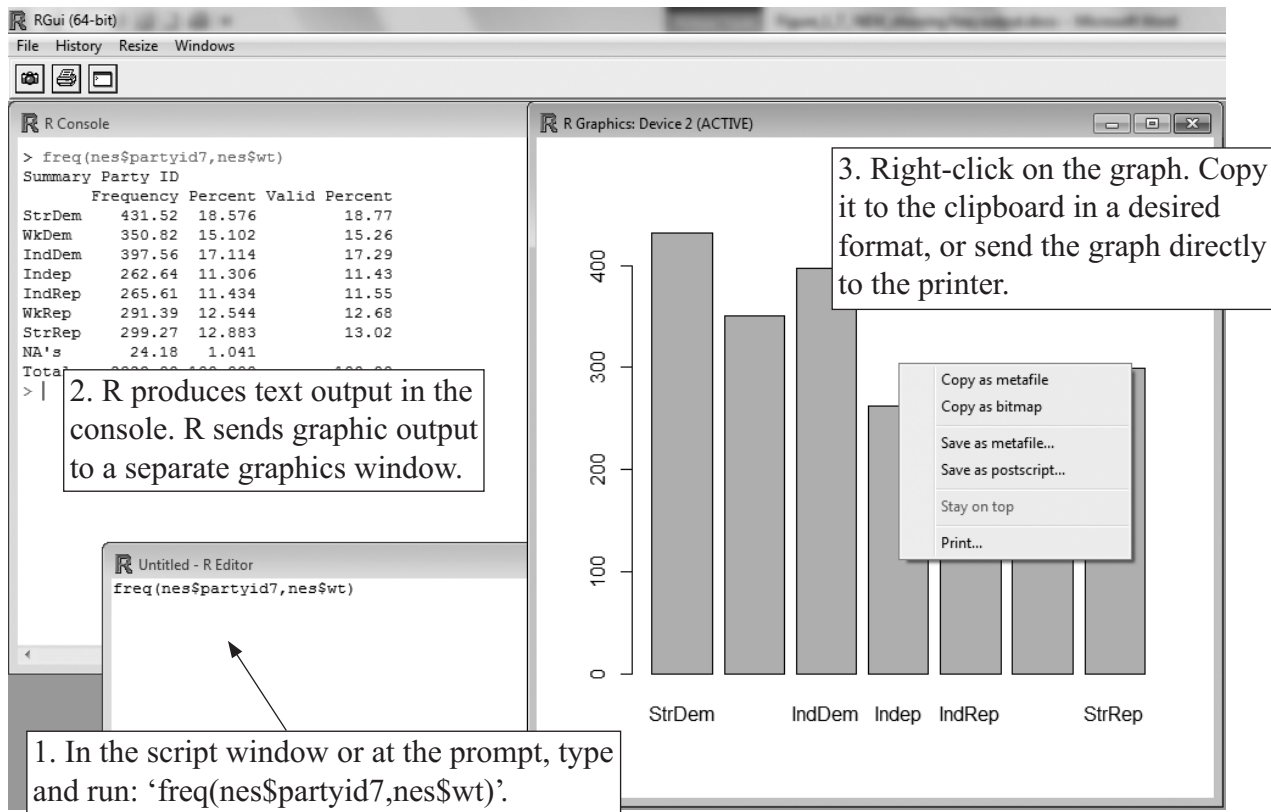 RGui (64-bit)
File History Resize Windows
R Console
> freq(nes$partyid7,nes$wt)
Summary Party ID
Frequency Percent Valid Percent
StrDem 431.52 18.576 18.77
WkDem 350.82 15.102 15.26
IndDem 397.56 17.114 17.29
Indep 262.64 11.306 11.43
IndRep 265.61 11.434 11.55
WkRep 291.39 12.544 12.68
StrRep 299.27 12.883 13.02
NA's 24.18 1.041
Total
> |
2. R produces text output in the
console. R sends graphic output
to a separate graphics window.
Untitled - R Editor
freq(nes$partyid7,nes$wt)
1. In the script window or at the prompt, type
and run: ‘freq(nes$partyid7,nes$wt)’.
R Graphics: Device 2 (ACTIVE)
3. Right-click on the graph. Copy
it to the clipboard in a desired
format, or send the graph directly
to the printer.
400
300
200
100
0
Copy as metafile
Copy as bitmap
Save as metafile...
Save as postscript...
Stay on top
Print...
StrDem IndDem Indep IndRep StrRep